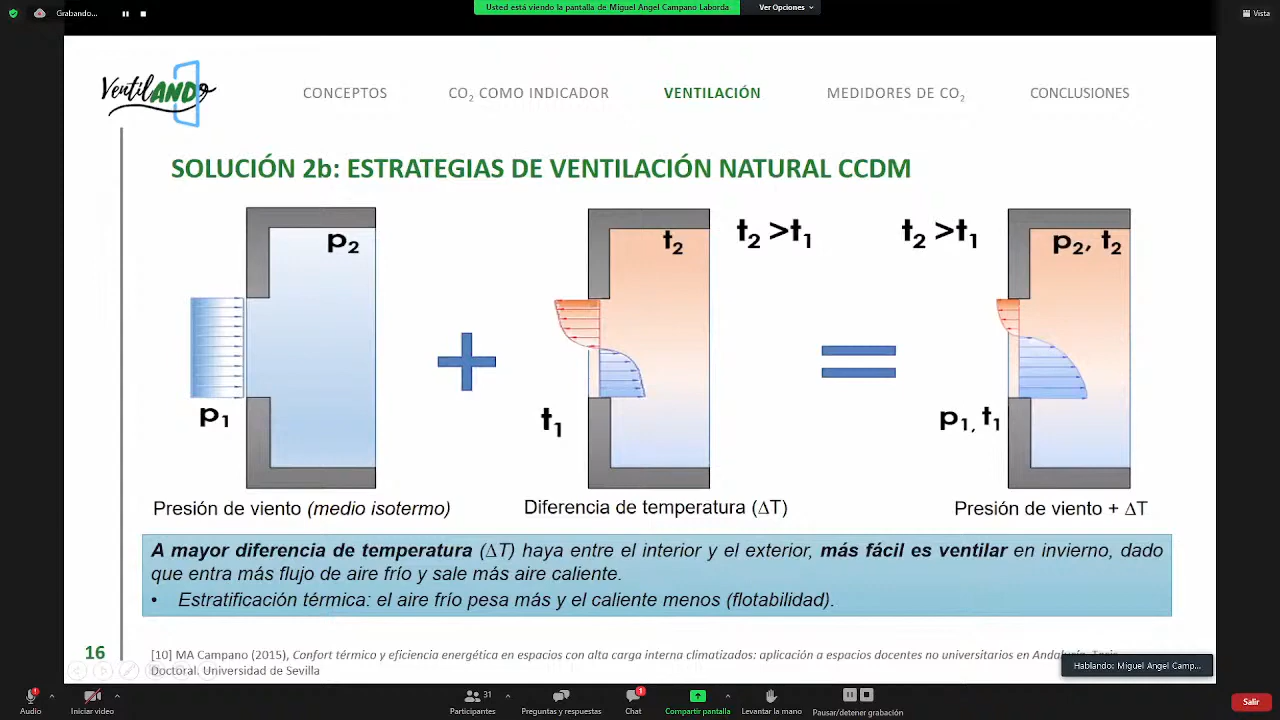 Grabando...
Usted está viendo la pantalla de Miguel Angel Campano Laborda
Ver Opciones
Vista
VentilANDo
CONCEPTOS
CO2 COMO INDICADOR
VENTILACIÓN
MEDIDORES DE CO2
CONCLUSIONES
SOLUCIÓN 2b: ESTRATEGIAS DE VENTILACIÓN NATURAL CCDM
p2
t2
t2 >t1
t2 >t1
p2, t2
p1
t1
p1, t1
Presión de viento (medio isotermo)
Diferencia de temperatura (ΔT)
Presión de viento + ΔT
A mayor diferencia de temperatura (ΔT) haya entre el interior y el exterior, más fácil es ventilar en invierno, dado
que entra más flujo de aire frío y sale más aire caliente.
• Estratificación térmica: el aire frío pesa más y el caliente menos (flotabilidad).
16
[10] MA Campano (2015), Confort térmico y eficiencia energética en espacios con alta carga interna climatizados: aplicación a espacios docentes no universitarios en Andalucía.
Doctoral. Universidad de Sevilla
Hablando: Miguel Angel Camp...
Audio
Iniciar video
Participantes
31
Preguntas y respuestas
Chat
1
Compartir pantalla
Levantar la mano
Pausar/detener grabación
Salir